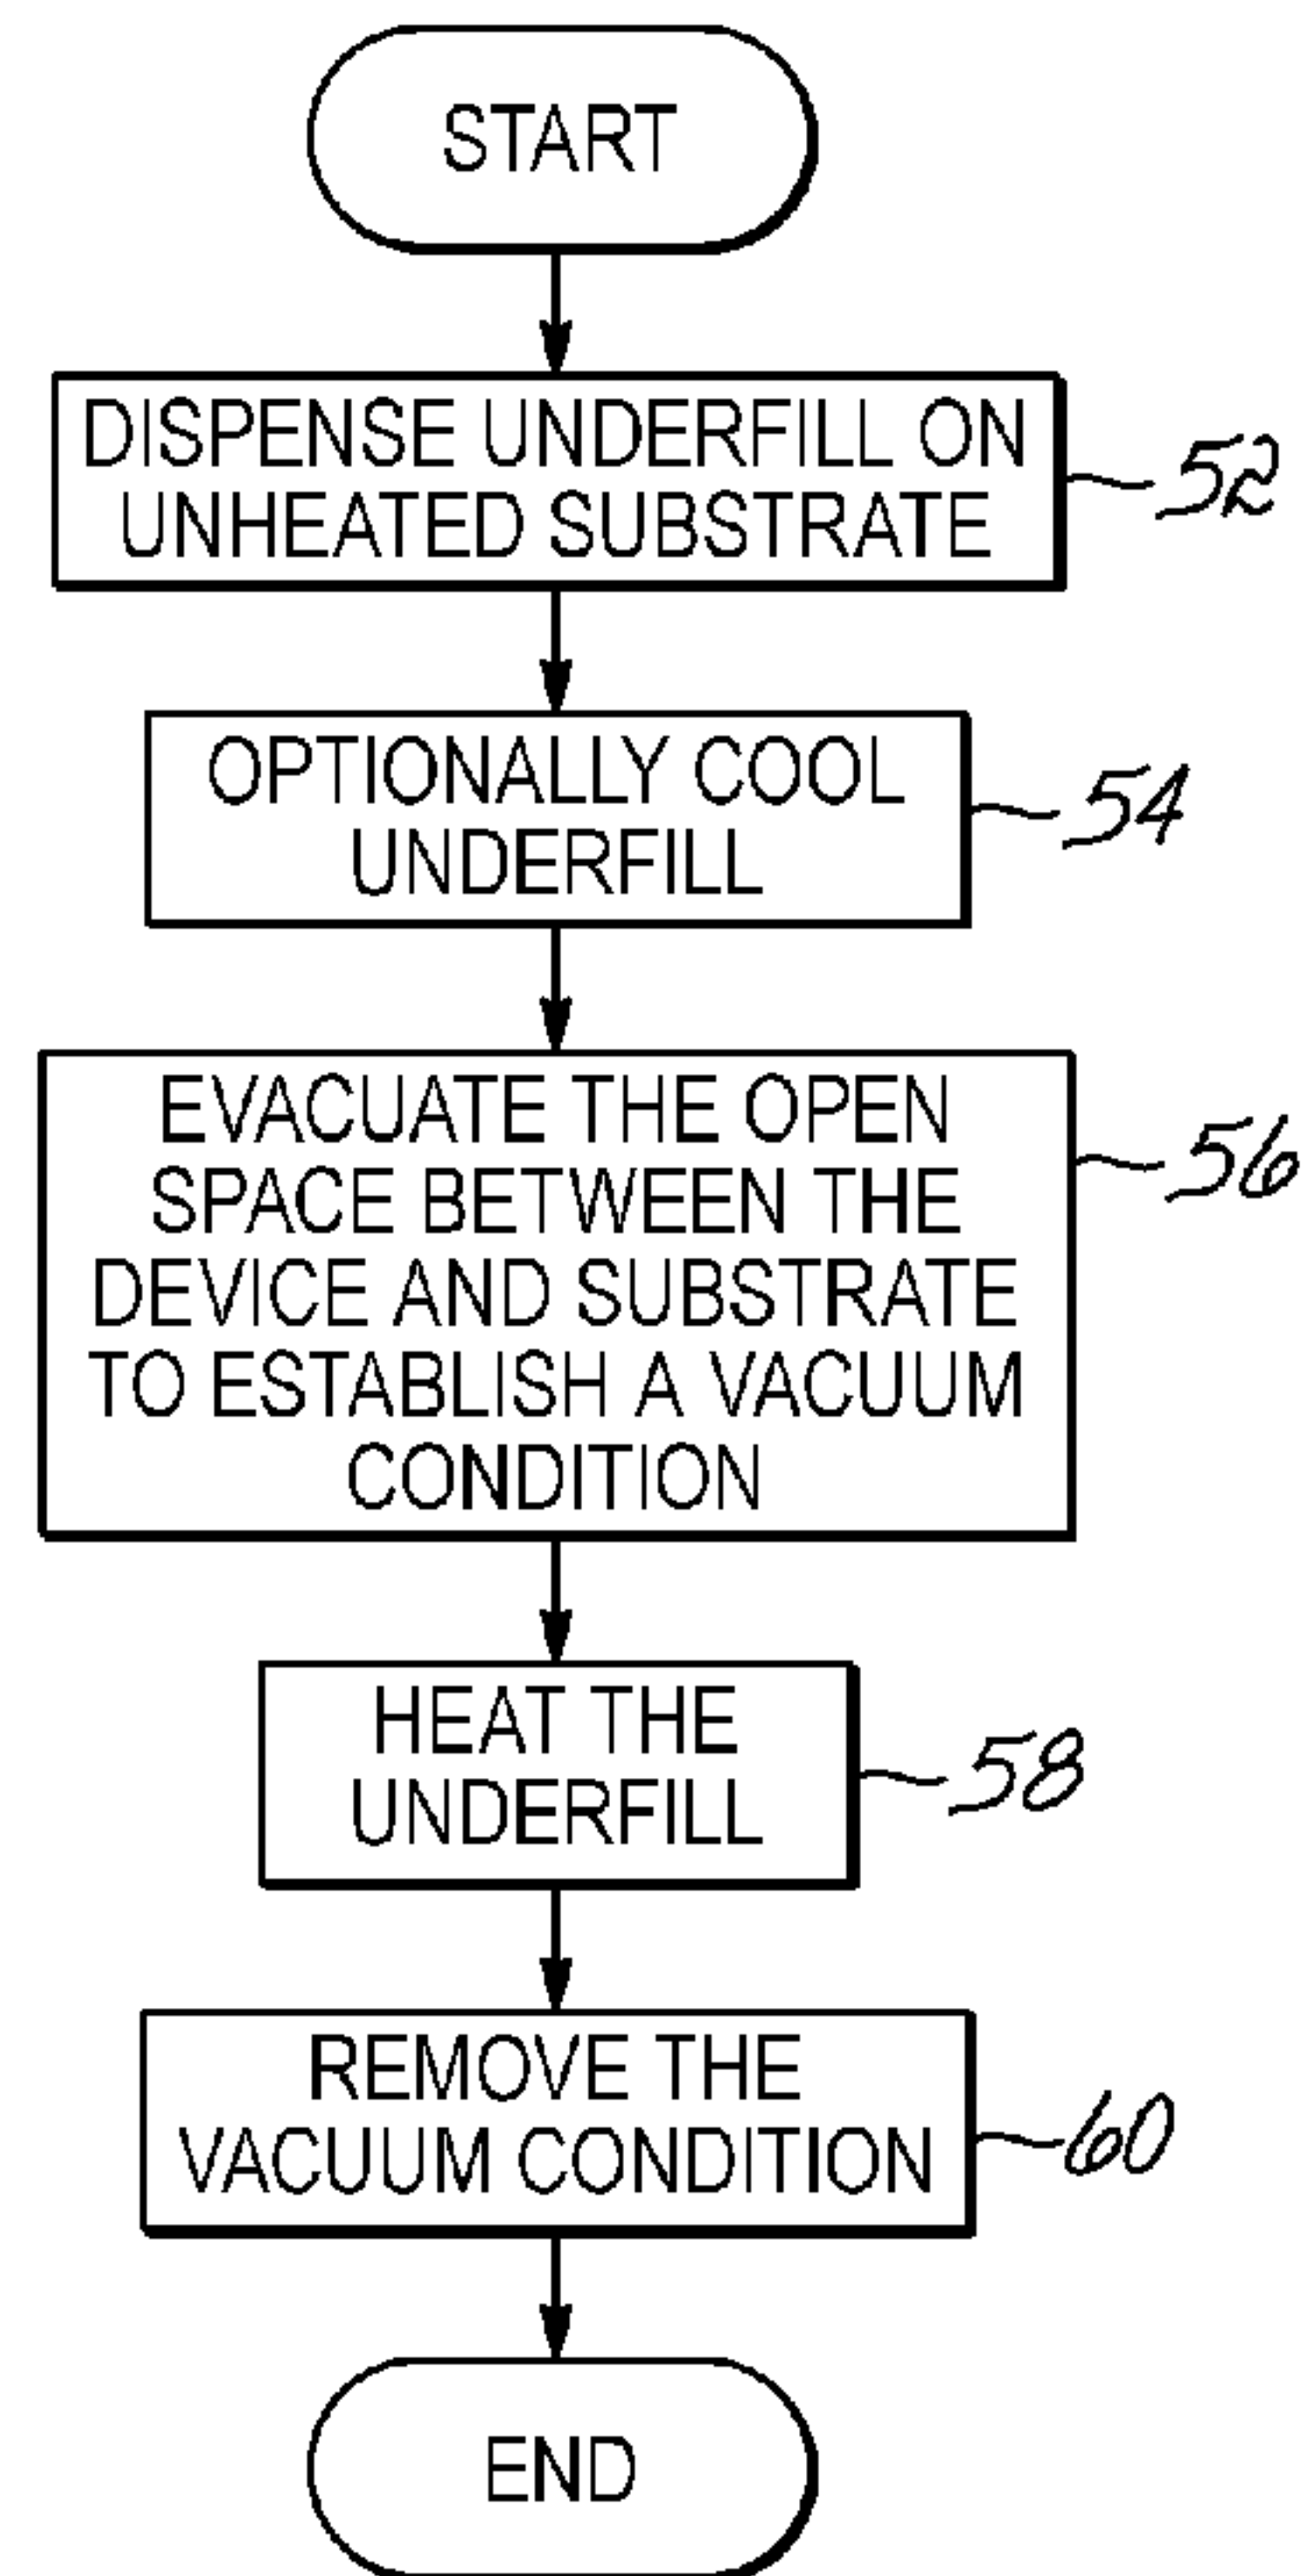 START
DISPENSE UNDERFILL ON
UNHEATED SUBSTRATE
52
OPTIONALLY COOL
UNDERFILL
54
EVACUATE THE OPEN
SPACE BETWEEN THE
DEVICE AND SUBSTRATE
TO ESTABLISH A VACUUM
CONDITION
56
HEAT THE
UNDERFILL
58
REMOVE THE
VACUUM CONDITION
60
END